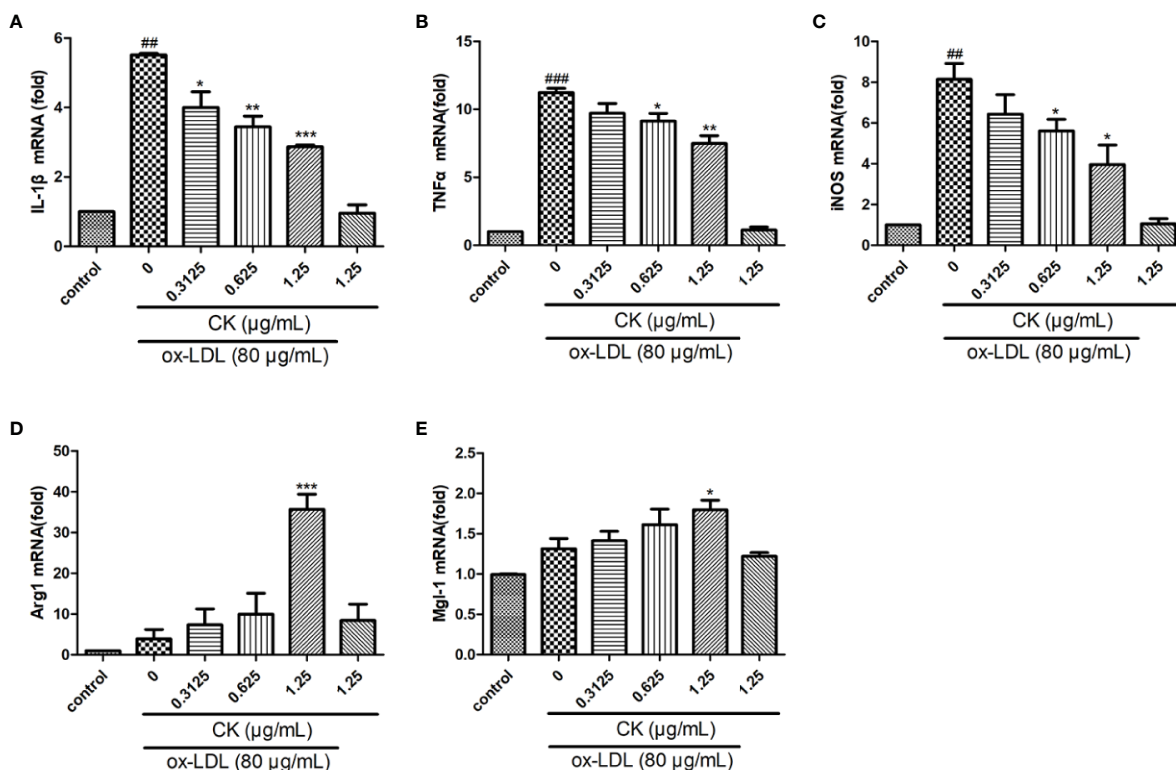 A
IL-1β mRNA (fold)
6
4
2
0
##
*
**
***
control
0
0.3125
0.625
1.25
1.25
CK (µg/mL)
ox-LDL (80 µg/mL)
B
TNFα mRNA(fold)
15
10
5
0
###
*
**
control
0
0.3125
0.625
1.25
1.25
CK (µg/mL)
ox-LDL (80 µg/mL)
C
iNOS mRNA(fold)
10
8
6
4
2
0
##
*
*
control
0
0.3125
0.625
1.25
1.25
CK (µg/mL)
ox-LDL (80 µg/mL)
D
Arg1 mRNA(fold)
50
40
30
20
10
0
***
control
0
0.3125
0.625
1.25
1.25
CK (µg/mL)
ox-LDL (80 µg/mL)
E
Mgl-1 mRNA(fold)
2.5
2.0
1.5
1.0
0.5
0.0
*
control
0
0.3125
0.625
1.25
1.25
CK (µg/mL)
ox-LDL (80 µg/mL)